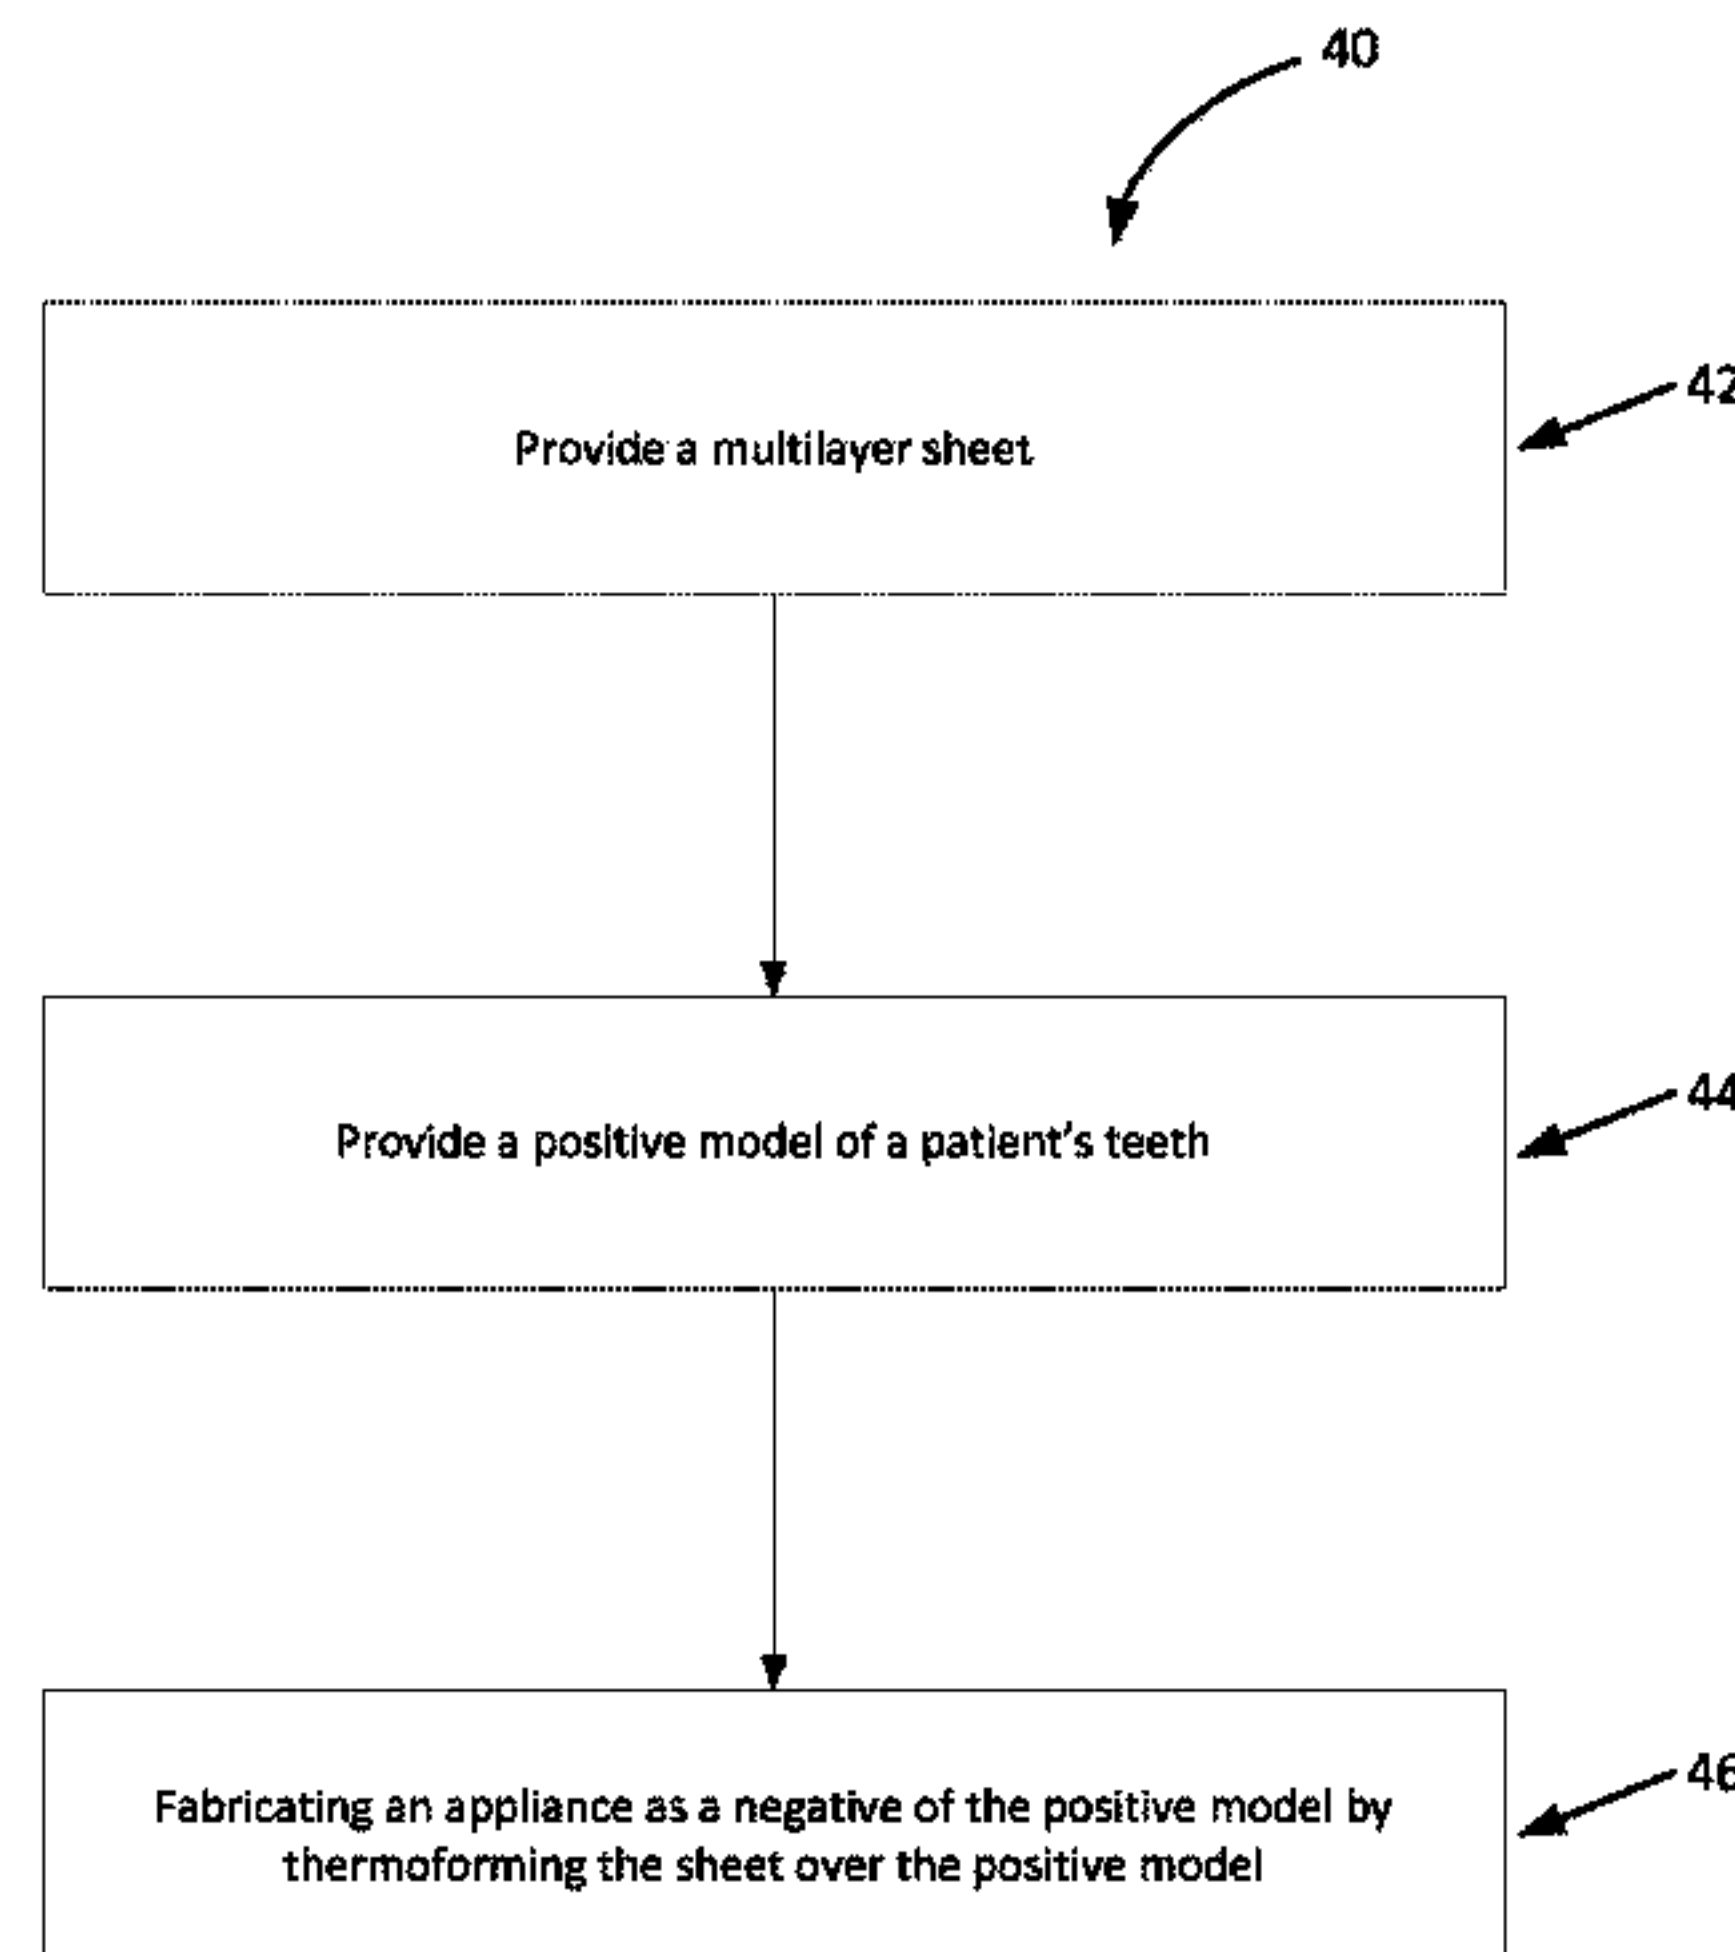 40
Provide a multilayer sheet
42
Provide a positive model of a patient's teeth
44
Fabricating an appliance as a negative of the positive model by
thermoforming the sheet over the positive model
46